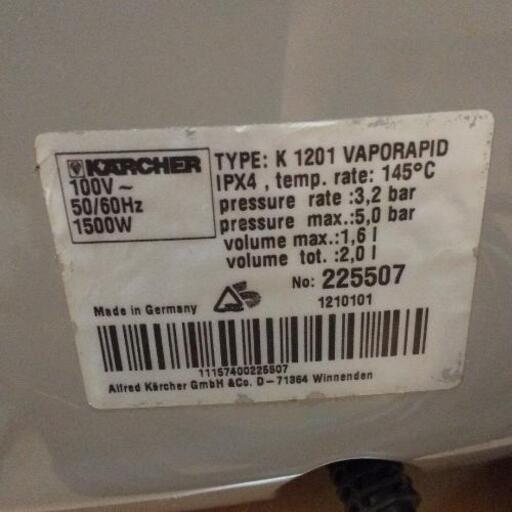 KÄRCHER
100V ~
50/60Hz
1500W
TYPE: K 1201 VAPORAPID
IPX4 , temp. rate: 145°C
pressure rate :3,2 bar
pressure max.:5,0 bar
volume max.:1,6 l
volume tot. :2,0 l
No: 225507
1210101
Made in Germany
11157400225507
Alfred Kärcher GmbH &Co. D-71364 Winnenden